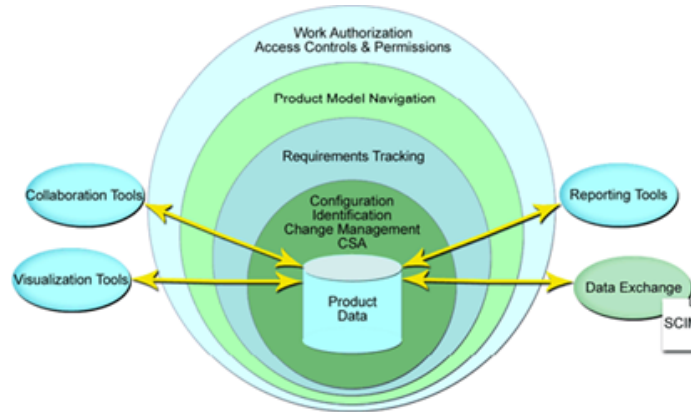 Work Authorization
Access Controls & Permissions
Product Model Navigation
Requirements Tracking
Configuration
Identification
Change Management
CSA
Collaboration Tools
Reporting Tools
Visualization Tools
Data Exchange
Product
Data